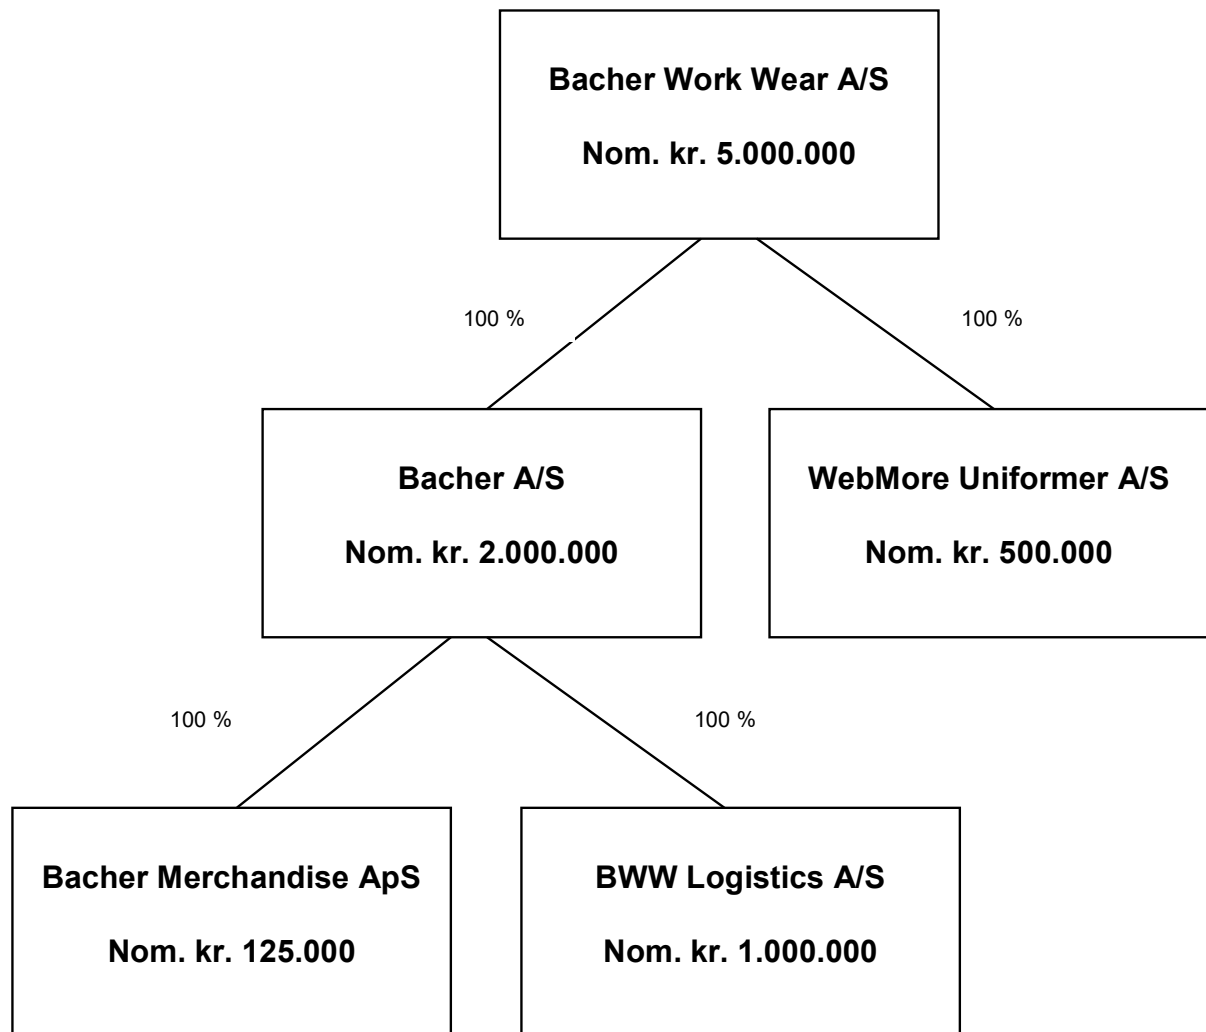 Bacher Work Wear A/S
Nom. kr. 5.000.000
100 %
100 %
Bacher A/S
Nom. kr. 2.000.000
WebMore Uniformer A/S
Nom. kr. 500.000
100 %
100 %
Bacher Merchandise ApS
Nom. kr. 125.000
BWW Logistics A/S
Nom. kr. 1.000.000